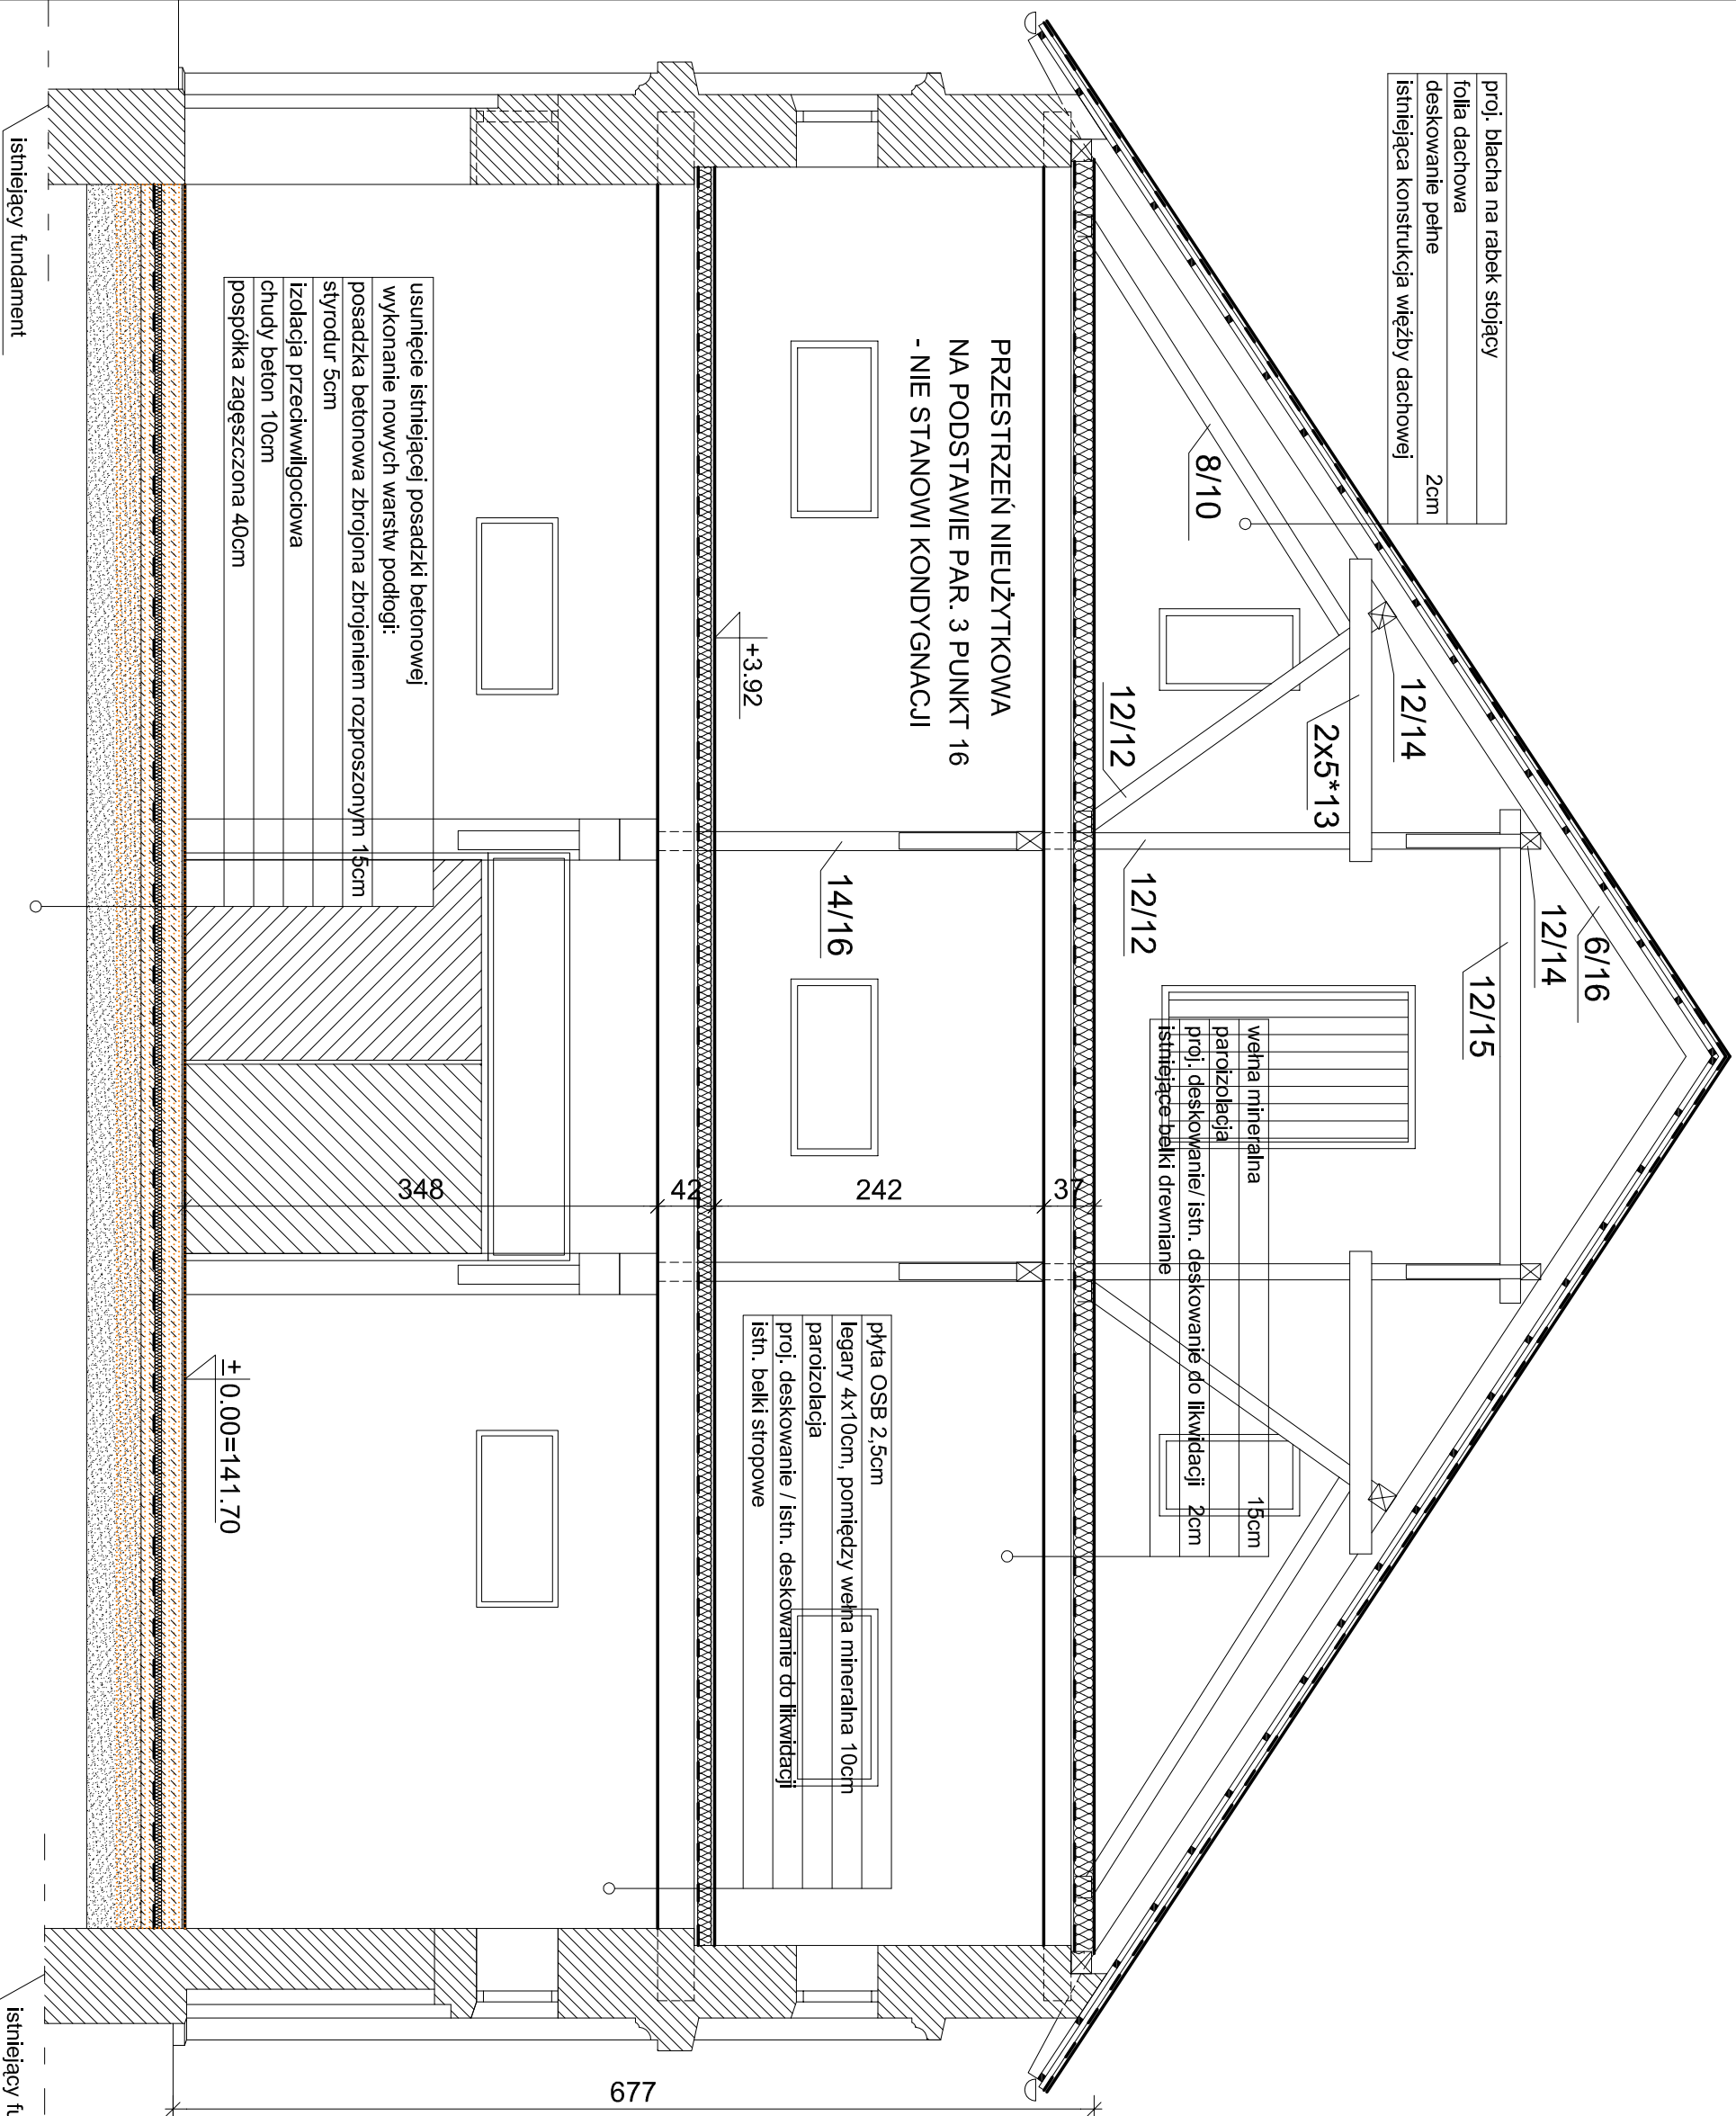 proj. blacha na rąbek stojący
folia dachowa
deskowanie pełne 2cm
istniejąca konstrukcja więźby dachowej
6/16
12/14
12/15
12/14
2x5*13
8/10
12/12
12/12
wełna mineralna 15cm
paroizolacja
proj. deskowanie/ istn. deskowanie do likwidacji 2cm
istniejące belki drewniane
PRZESTRZEŃ NIEUŻYTKOWA
NA PODSTAWIE PAR. 3 PUNKT 16
- NIE STANOWI KONDYGNACJI
+3.92
14/16
37
242
42
348
płyta OSB 2,5cm
legary 4x10cm, pomiędzy wełna mineralna 10cm
paroizolacja
proj. deskowanie / istn. deskowanie do likwidacji
istn. belki stropowe
usunięcie istniejącej posadzki betonowej
wykonanie nowych warstw podłogi:
posadzka betonowa zbrojona zbrojeniem rozproszonym 15cm
styrodur 5cm
izolacja przeciwwilgociowa
chudy beton 10cm
pospółka zagęszczona 40cm
±0.00=141.70
677
istniejący fundament
istniejący fu